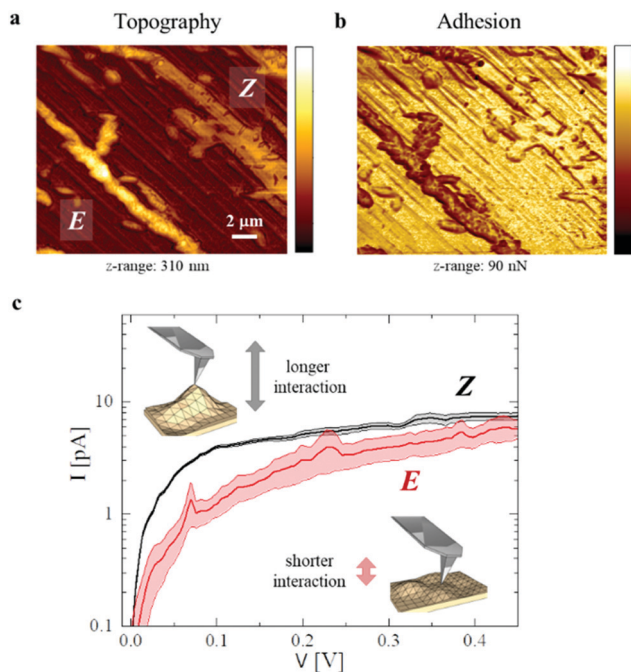 a Topography
b Adhesion
Z
E
2 μm
z-range: 310 nm
z-range: 90 nN
c
longer
interaction
Z
E
shorter
interaction
I [pA]
10
1
0.1
0.0 0.1 0.2 0.3 0.4
V [V]